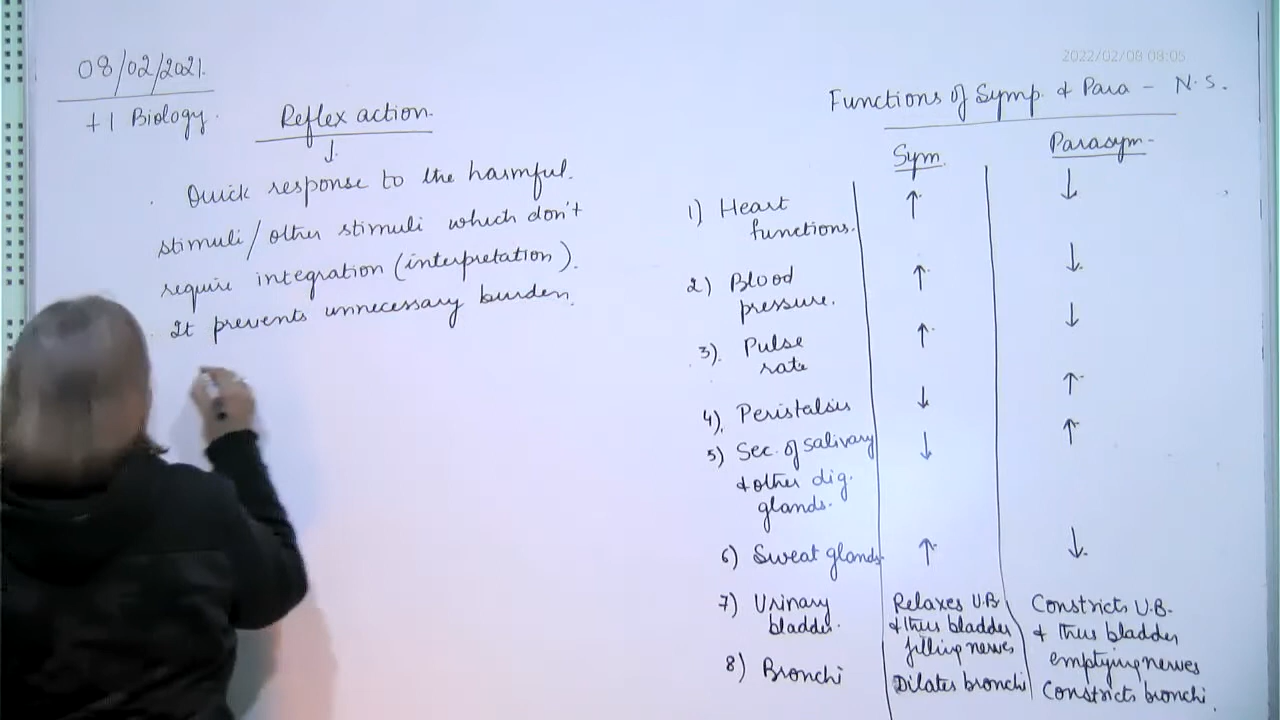 2022/02/08 08:05
08/02/2021.
+1 Biology.
Reflex action.
↓
. Quick response to the harmful.
stimuli/other stimuli which don't
require integration (interpretation).
. It prevents unnecessary burden.
Functions of Symp. & Para - N.S.
Sym. Parasym-
1) Heart functions. ↑ ↓
2) Blood pressure. ↑ ↓
3). Pulse rate ↑ ↓
4). Peristalsis ↓ ↑
5) Sec. of salivary & other dig. glands. ↓ ↑
6) Sweat glands ↑ ↓
7) Urinary bladder. Relaxes U.B & thus bladder filling nerves Constricts U.B. & thus bladder emptying nerves
8) Bronchi Dilates bronchi Constricts bronchi.